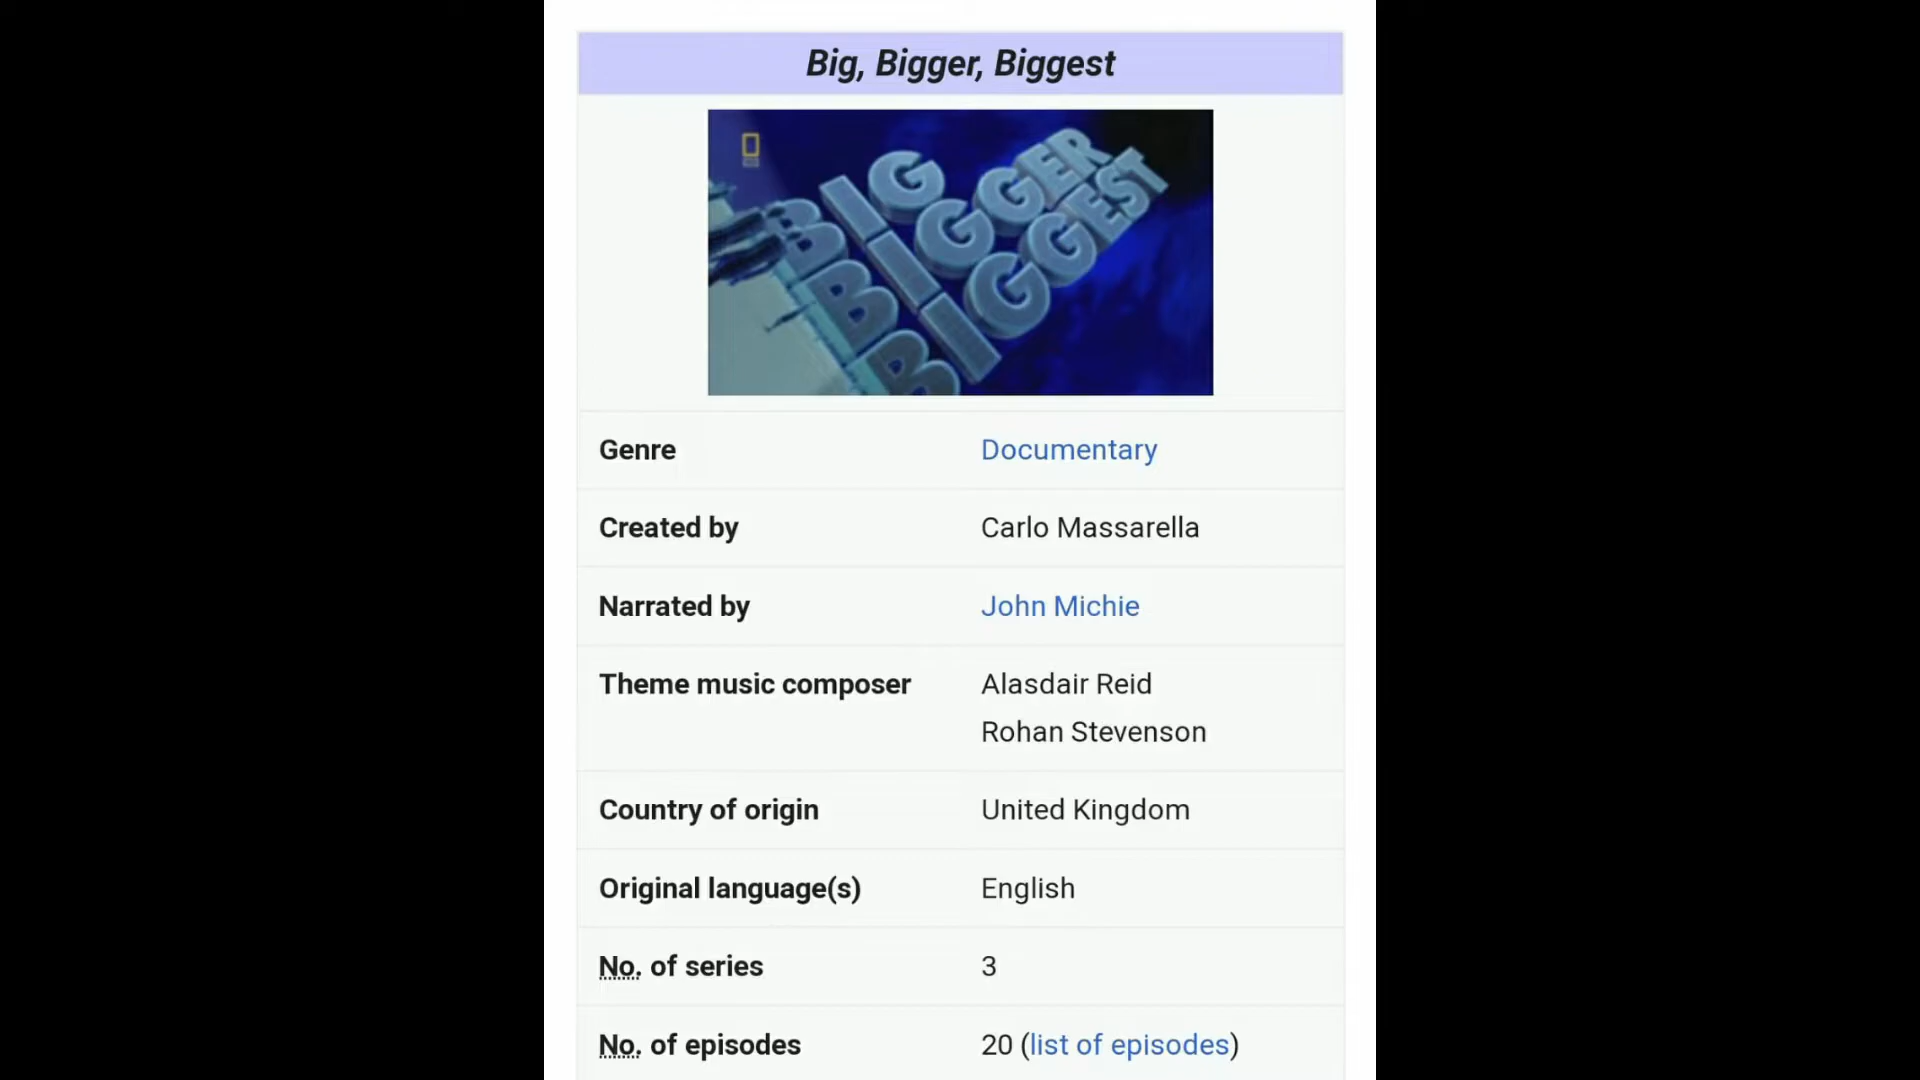 Big, Bigger, Biggest
BIG
BIGGER
BIGGEST
Genre Documentary
Created by Carlo Massarella
Narrated by John Michie
Theme music composer Alasdair Reid
Rohan Stevenson
Country of origin United Kingdom
Original language(s) English
No. of series 3
No. of episodes 20 (list of episodes)